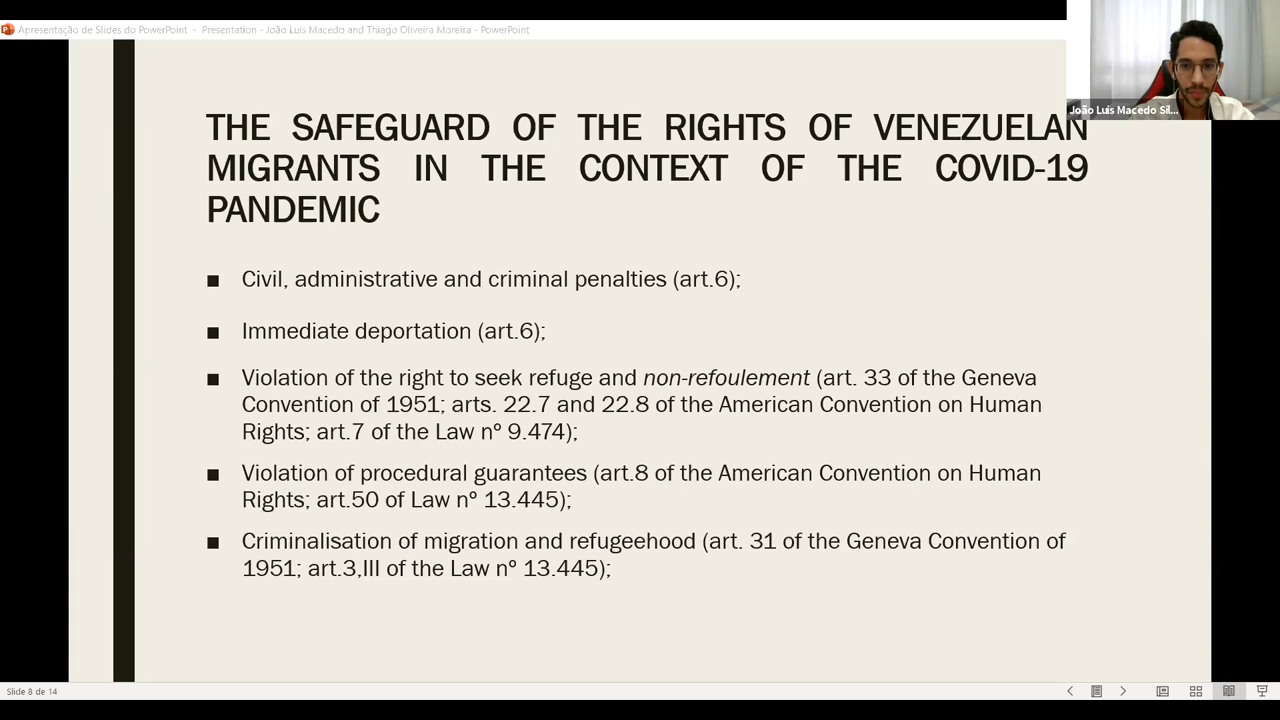 Apresentação de Slides do PowerPoint - Presentation - João Luis Macedo and Thiago Oliveira Moreira - PowerPoint
João Luis Macedo Sil...
THE SAFEGUARD OF THE RIGHTS OF VENEZUELAN
MIGRANTS IN THE CONTEXT OF THE COVID-19
PANDEMIC
■ Civil, administrative and criminal penalties (art.6);
■ Immediate deportation (art.6);
■ Violation of the right to seek refuge and non-refoulement (art. 33 of the Geneva
Convention of 1951; arts. 22.7 and 22.8 of the American Convention on Human
Rights; art.7 of the Law nº 9.474);
■ Violation of procedural guarantees (art.8 of the American Convention on Human
Rights; art.50 of Law nº 13.445);
■ Criminalisation of migration and refugeehood (art. 31 of the Geneva Convention of
1951; art.3,III of the Law nº 13.445);
Slide 8 de 14